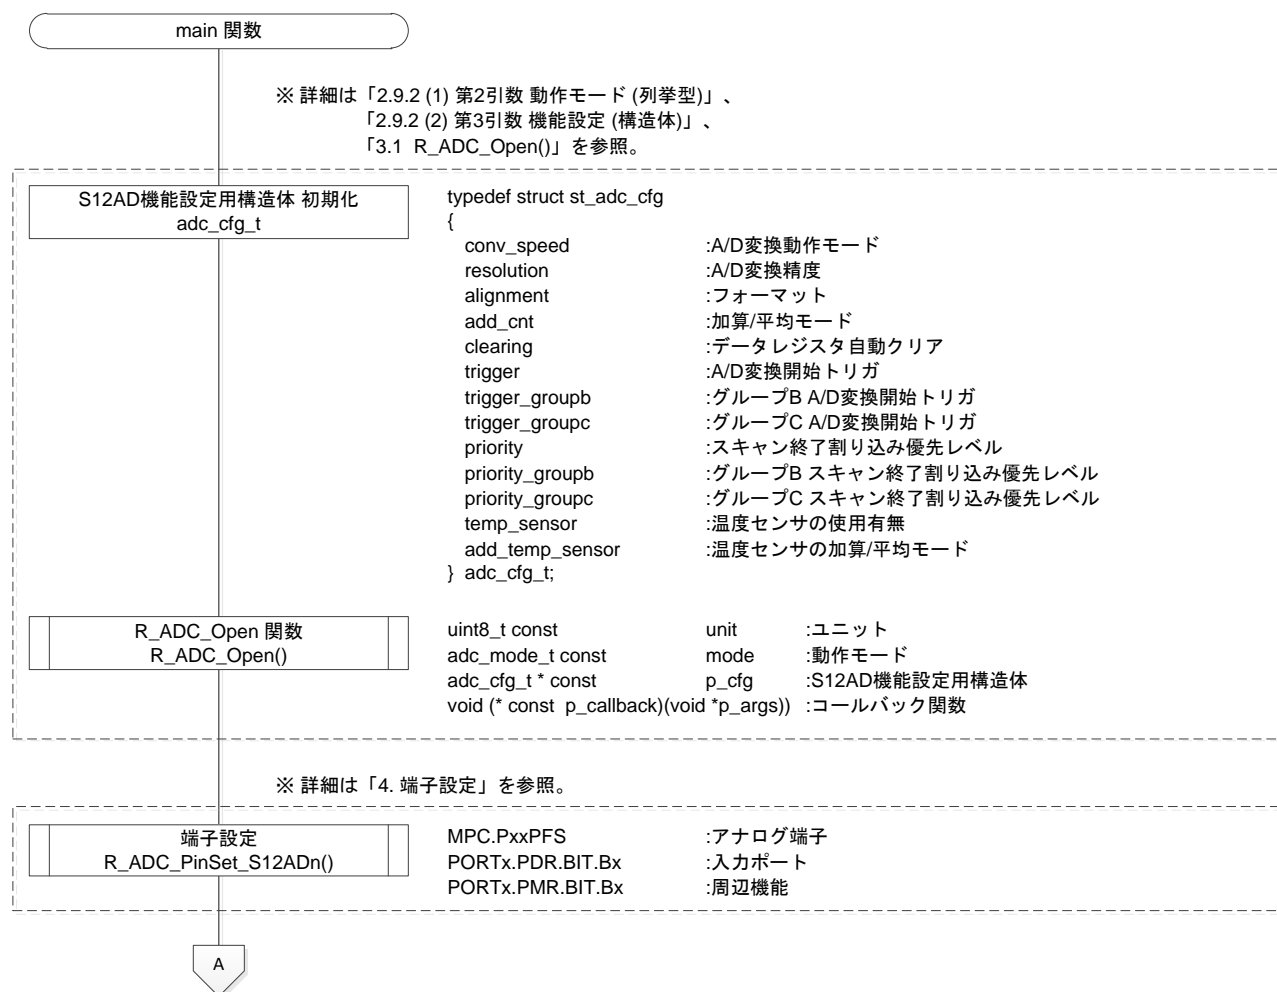 main 関数
※ 詳細は「2.9.2 (1) 第2引数 動作モード (列挙型)」、
「2.9.2 (2) 第3引数 機能設定 (構造体)」、
「3.1 R_ADC_Open()」を参照。
S12AD機能設定用構造体 初期化
adc_cfg_t
typedef struct st_adc_cfg
{
conv_speed :A/D変換動作モード
resolution :A/D変換精度
alignment :フォーマット
add_cnt :加算/平均モード
clearing :データレジスタ自動クリア
trigger :A/D変換開始トリガ
trigger_groupb :グループB A/D変換開始トリガ
trigger_groupc :グループC A/D変換開始トリガ
priority :スキャン終了割り込み優先レベル
priority_groupb :グループB スキャン終了割り込み優先レベル
priority_groupc :グループC スキャン終了割り込み優先レベル
temp_sensor :温度センサの使用有無
add_temp_sensor :温度センサの加算/平均モード
} adc_cfg_t;
R_ADC_Open 関数
R_ADC_Open()
uint8_t const unit :ユニット
adc_mode_t const mode :動作モード
adc_cfg_t * const p_cfg :S12AD機能設定用構造体
void (* const p_callback)(void *p_args)) :コールバック関数
※ 詳細は「4. 端子設定」を参照。
端子設定
R_ADC_PinSet_S12ADn()
MPC.PxxPFS :アナログ端子
PORTx.PDR.BIT.Bx :入力ポート
PORTx.PMR.BIT.Bx :周辺機能
A